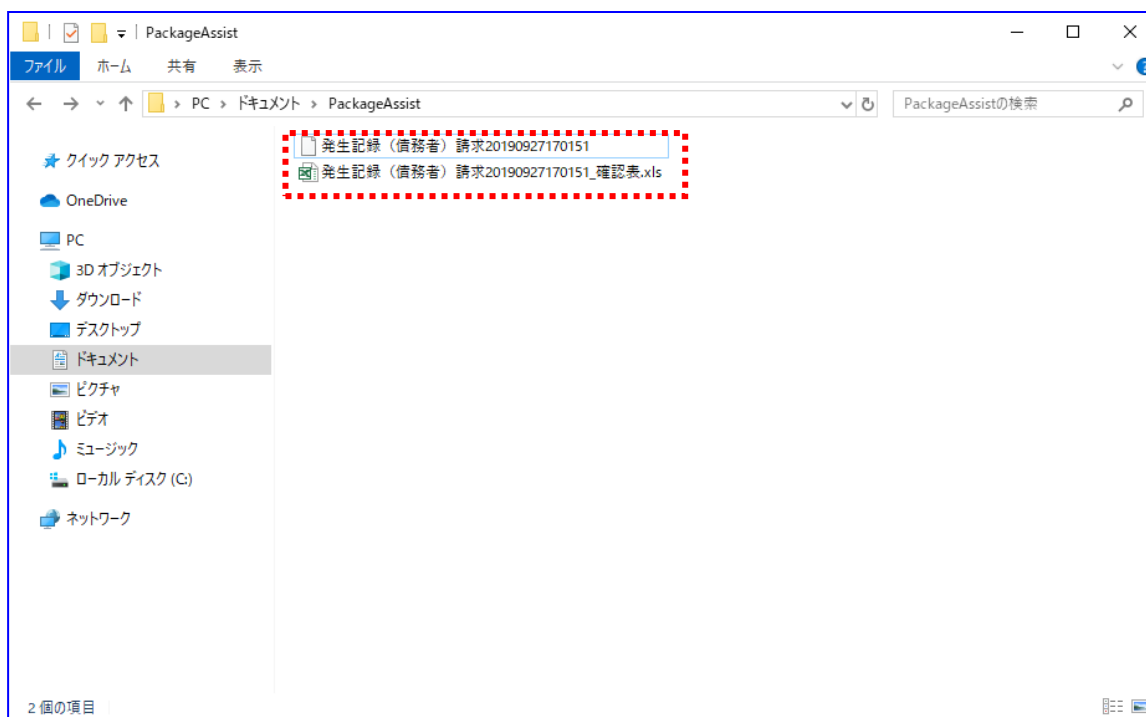 PackageAssist
ファイル ホーム 共有 表示
PC › ドキュメント › PackageAssist
PackageAssistの検索
クイック アクセス
OneDrive
PC
3D オブジェクト
ダウンロード
デスクトップ
ドキュメント
ピクチャ
ビデオ
ミュージック
ローカル ディスク (C:)
ネットワーク
発生記録（債務者）請求20190927170151
発生記録（債務者）請求20190927170151_確認表.xls
2 個の項目